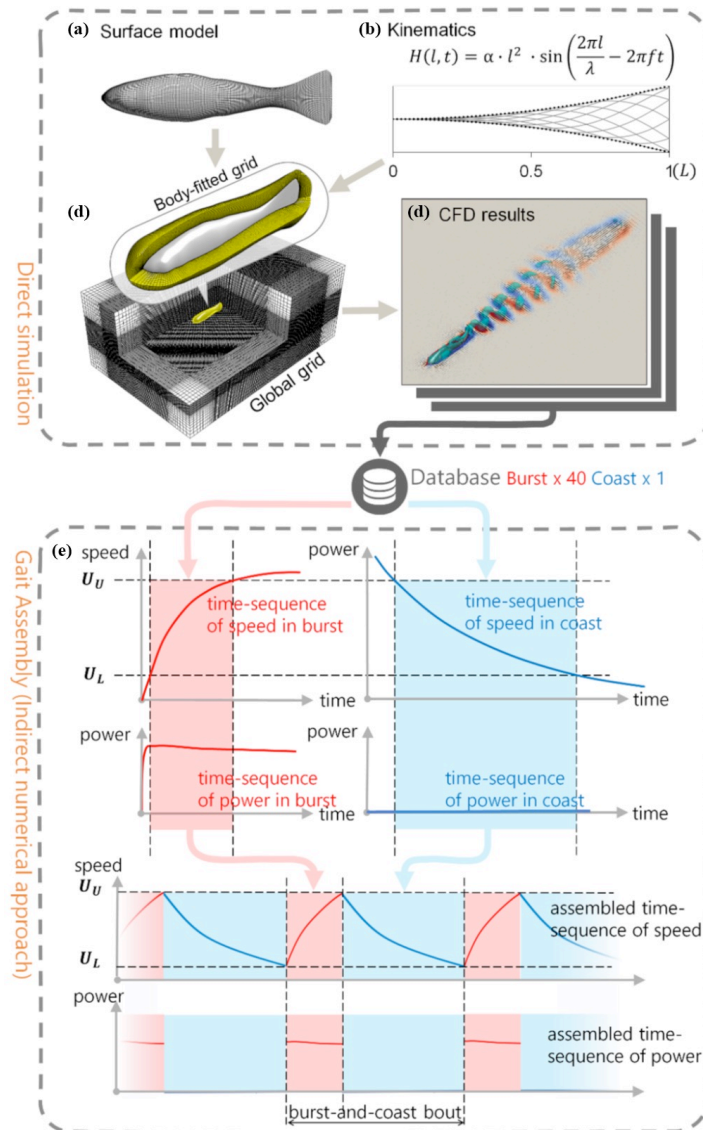 (a) Surface model
(b) Kinematics
H(l, t) = α · l² · sin(2πl/λ − 2πft)
0 0.5 1(L)
Body-fitted grid
(d)
Global grid
(d) CFD results
Direct simulation
Database Burst x 40 Coast x 1
Gait Assembly (Indirect numerical approach)
(e)
speed
U_U
U_L
time-sequence
of speed in burst
time
power
time-sequence
of speed in coast
time
power
time-sequence
of power in burst
time
power
time-sequence
of power in coast
time
speed
U_U
U_L
assembled time-
sequence of speed
power
assembled time-
sequence of power
burst-and-coast bout